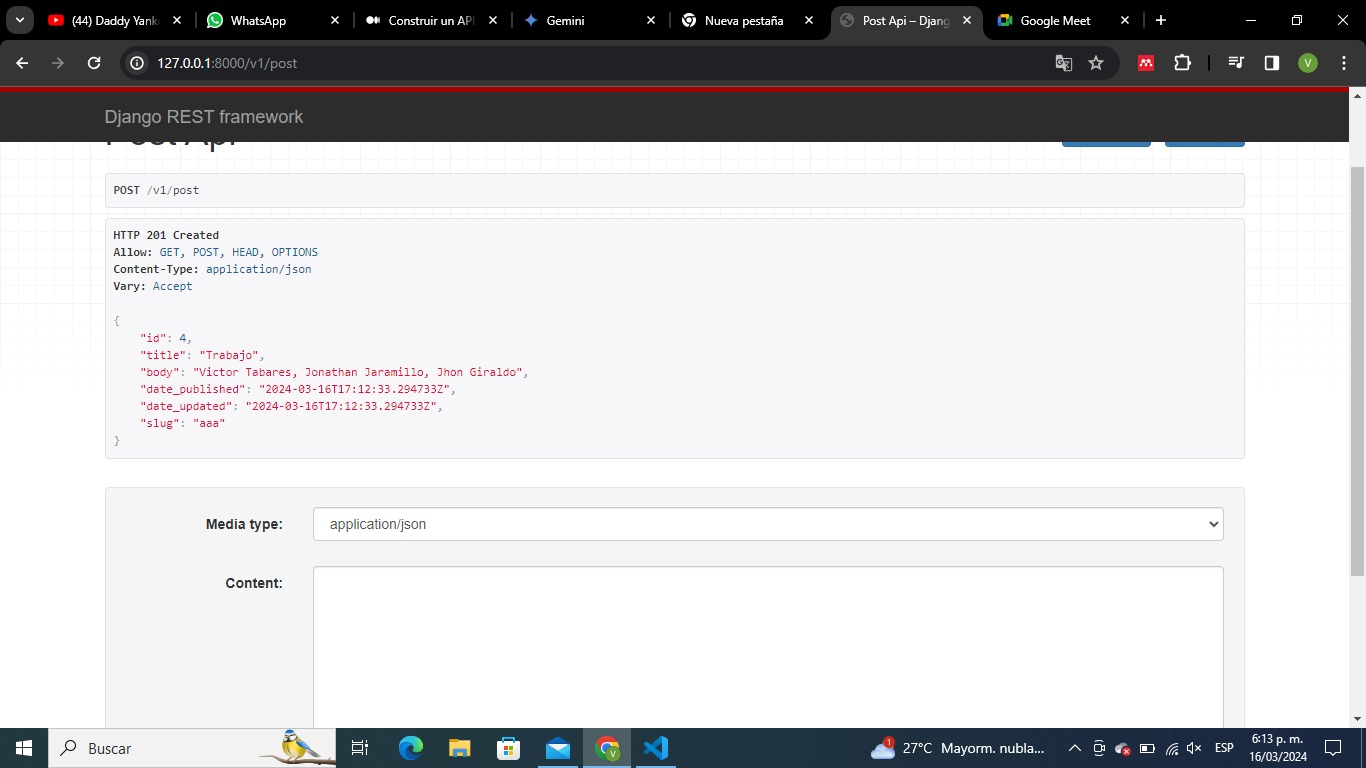 (44) Daddy Yank
WhatsApp
Construir un API
Gemini
Nueva pestaña
Post Api – Djang
Google Meet
127.0.0.1:8000/v1/post
V
Django REST framework
Post Api
POST /v1/post
HTTP 201 Created
Allow: GET, POST, HEAD, OPTIONS
Content-Type: application/json
Vary: Accept
{
"id": 4,
"title": "Trabajo",
"body": "Victor Tabares, Jonathan Jaramillo, Jhon Giraldo",
"date_published": "2024-03-16T17:12:33.294733Z",
"date_updated": "2024-03-16T17:12:33.294733Z",
"slug": "aaa"
}
Media type:
application/json
Content:
Buscar
1
27°C Mayorm. nubla...
ESP
6:13 p. m.
16/03/2024